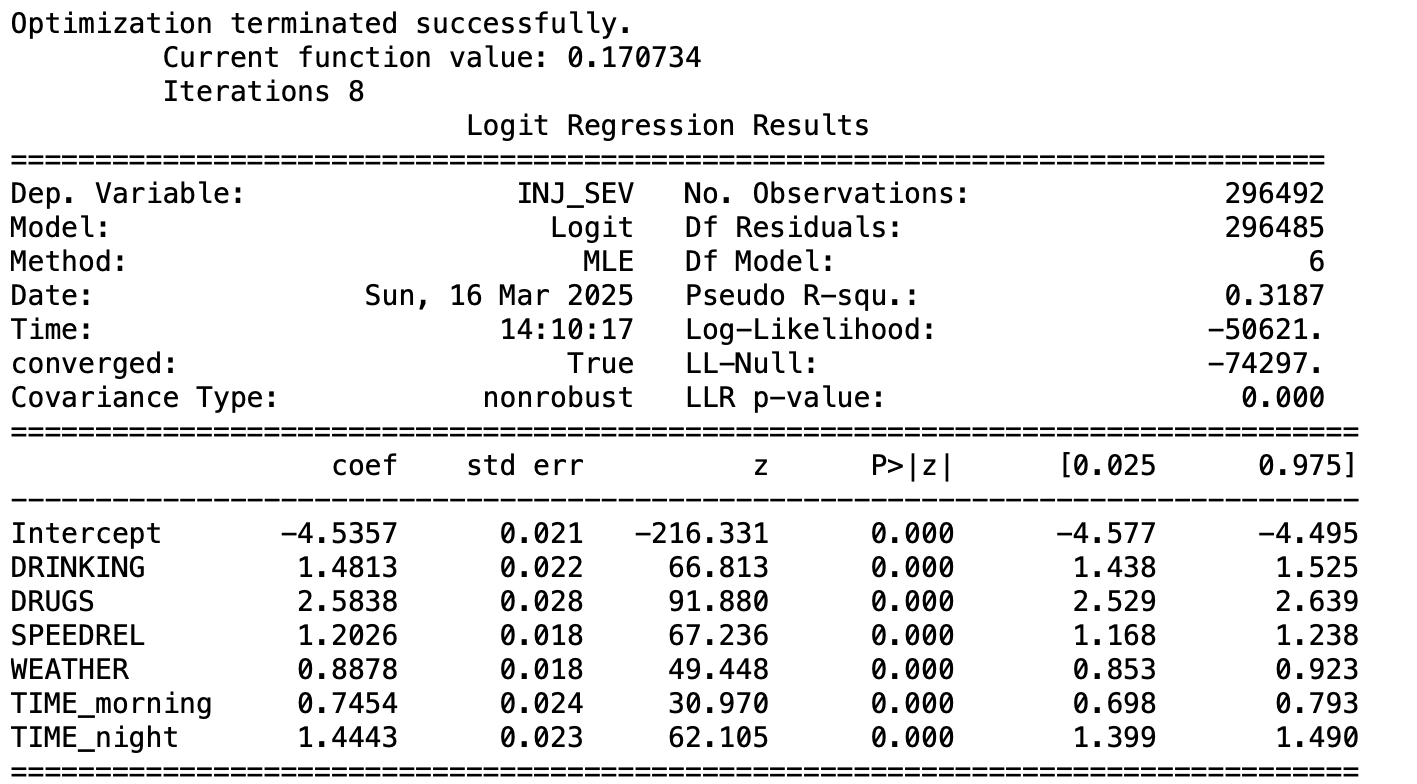 Optimization terminated successfully.
Current function value: 0.170734
Iterations 8
Logit Regression Results
==============================================================================
Dep. Variable: INJ_SEV No. Observations: 296492
Model: Logit Df Residuals: 296485
Method: MLE Df Model: 6
Date: Sun, 16 Mar 2025 Pseudo R-squ.: 0.3187
Time: 14:10:17 Log-Likelihood: -50621.
converged: True LL-Null: -74297.
Covariance Type: nonrobust LLR p-value: 0.000
================================================================================
coef std err z P>|z| [0.025 0.975]
--------------------------------------------------------------------------------
Intercept -4.5357 0.021 -216.331 0.000 -4.577 -4.495
DRINKING 1.4813 0.022 66.813 0.000 1.438 1.525
DRUGS 2.5838 0.028 91.880 0.000 2.529 2.639
SPEEDREL 1.2026 0.018 67.236 0.000 1.168 1.238
WEATHER 0.8878 0.018 49.448 0.000 0.853 0.923
TIME_morning 0.7454 0.024 30.970 0.000 0.698 0.793
TIME_night 1.4443 0.023 62.105 0.000 1.399 1.490
================================================================================